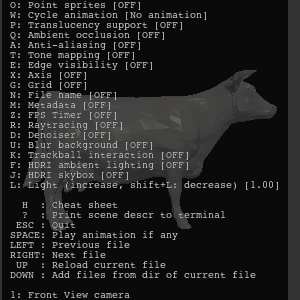 O: Point sprites [OFF]
W: Cycle animation [No animation]
P: Translucency support [OFF]
Q: Ambient occlusion [OFF]
A: Anti-aliasing [OFF]
T: Tone mapping [OFF]
E: Edge visibility [OFF]
X: Axis [OFF]
G: Grid [OFF]
N: File name [OFF]
M: Metadata [OFF]
Z: FPS Timer [OFF]
R: Raytracing [OFF]
D: Denoiser [OFF]
U: Blur background [OFF]
K: Trackball interaction [OFF]
F: HDRI ambient lighting [OFF]
J: HDRI skybox [OFF]
L: Light (increase, shift+L: decrease) [1.00]
H : Cheat sheet
? : Print scene descr to terminal
ESC : Quit
SPACE: Play animation if any
LEFT : Previous file
RIGHT: Next file
UP : Reload current file
DOWN : Add files from dir of current file
1: Front View camera